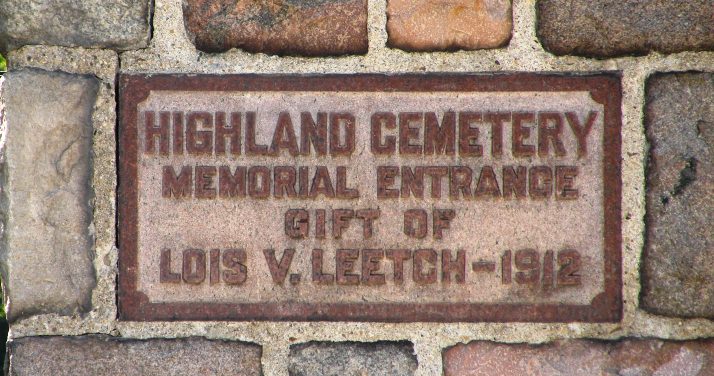 HIGHLAND CEMETERY
MEMORIAL ENTRANCE
GIFT OF
LOIS V. LEETCH - 1912